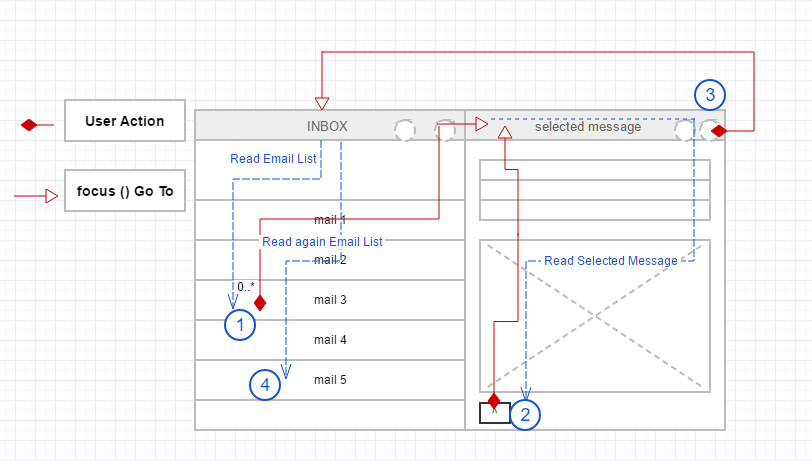 3
INBOX
selected message
User Action
Read Email List
focus () Go To
mail 1
Read again Email List
mail 2
Read Selected Message
0..*
mail 3
1
mail 4
mail 5
4
2